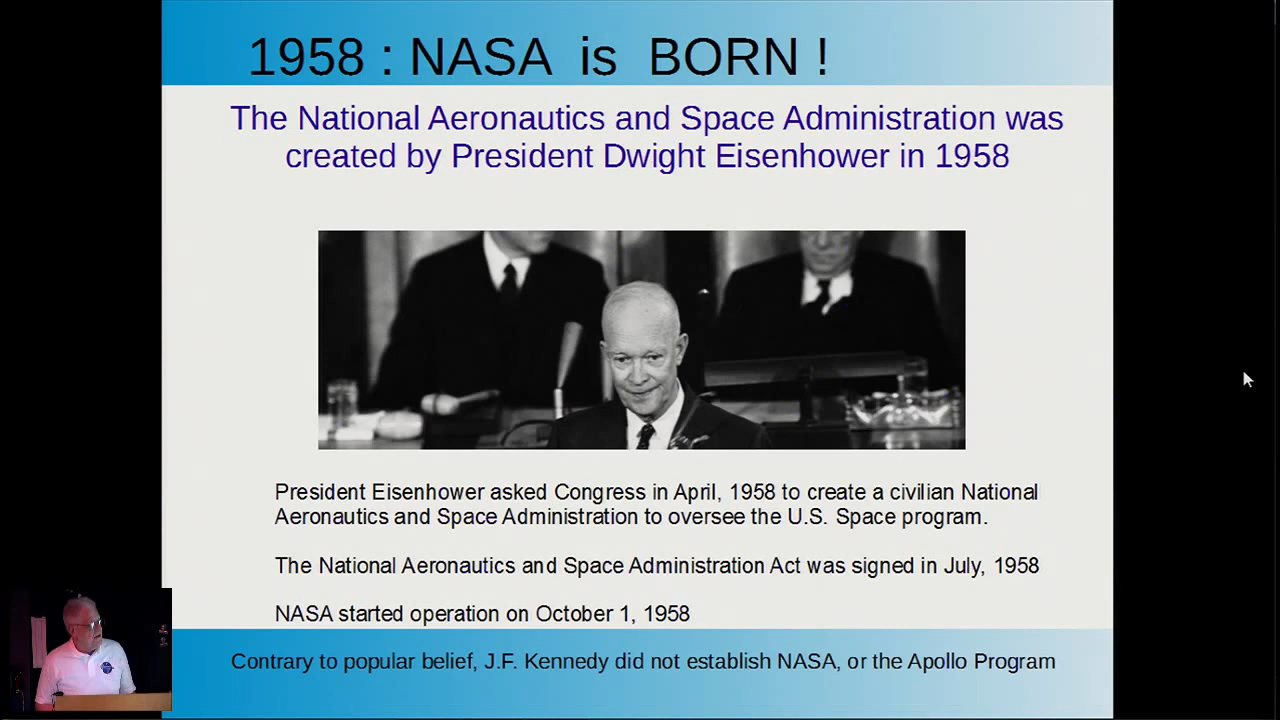 1958 : NASA is BORN !
The National Aeronautics and Space Administration was
created by President Dwight Eisenhower in 1958
President Eisenhower asked Congress in April, 1958 to create a civilian National
Aeronautics and Space Administration to oversee the U.S. Space program.
The National Aeronautics and Space Administration Act was signed in July, 1958
NASA started operation on October 1, 1958
Contrary to popular belief, J.F. Kennedy did not establish NASA, or the Apollo Program